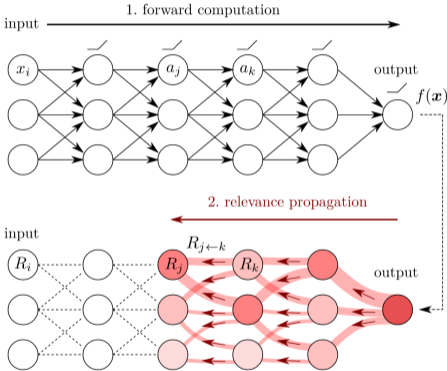 1. forward computation
input
x_i
a_j
a_k
output
f(x)
2. relevance propagation
input
R_{j←k}
R_i
R_j
R_k
output